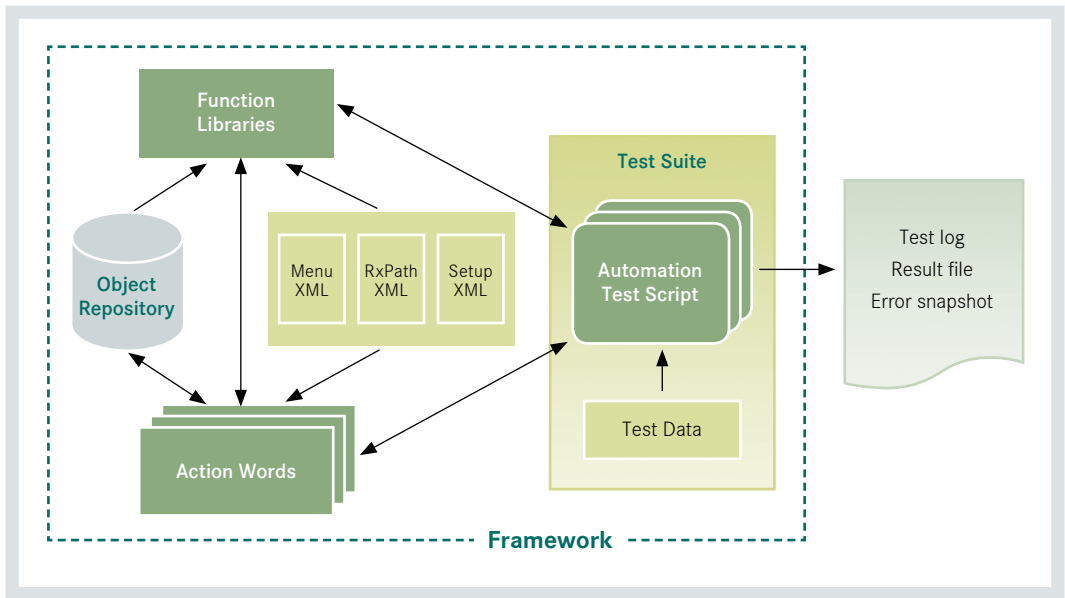 Function
Libraries
Test Suite
Object
Repository
Menu
XML
RxPath
XML
Setup
XML
Automation
Test Script
Test log
Result file
Error snapshot
Test Data
Action Words
Framework